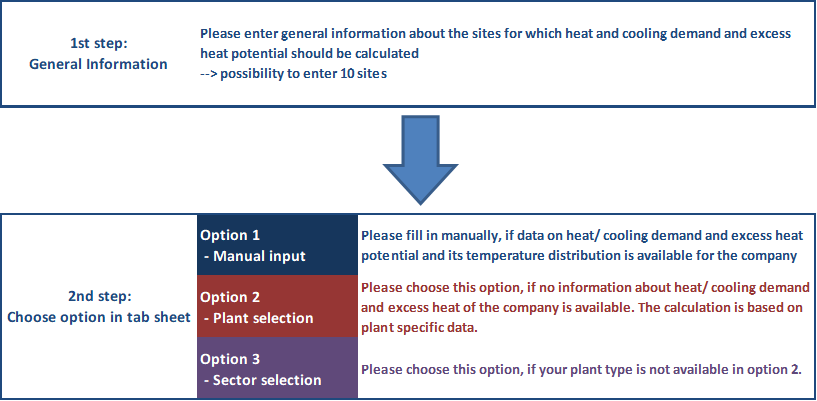 1st step:
General Information
Please enter general information about the sites for which heat and cooling demand and excess
heat potential should be calculated
--> possibility to enter 10 sites
2nd step:
Choose option in tab sheet
Option 1
- Manual input
Please fill in manually, if data on heat/ cooling demand and excess heat
potential and its temperature distribution is available for the company
Option 2
- Plant selection
Please choose this option, if no information about heat/ cooling demand
and excess heat of the company is available. The calculation is based on
plant specific data.
Option 3
- Sector selection
Please choose this option, if your plant type is not available in option 2.